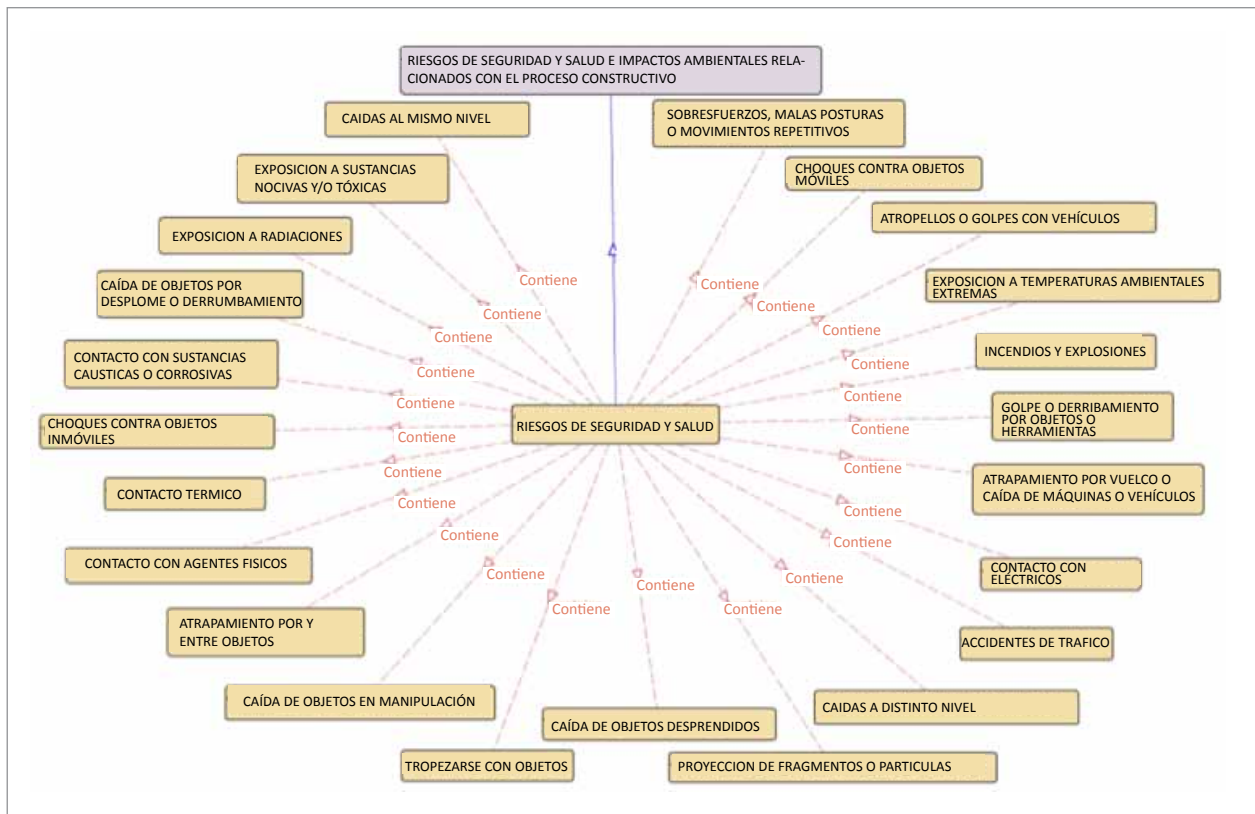 RIESGOS DE SEGURIDAD Y SALUD E IMPACTOS AMBIENTALES RELA-
CIONADOS CON EL PROCESO CONSTRUCTIVO
CAIDAS AL MISMO NIVEL
SOBRESFUERZOS, MALAS POSTURAS
O MOVIMIENTOS REPETITIVOS
EXPOSICION A SUSTANCIAS
NOCIVAS Y/O TÓXICAS
CHOQUES CONTRA OBJETOS
MÓVILES
ATROPELLOS O GOLPES CON VEHÍCULOS
EXPOSICION A RADIACIONES
CAÍDA DE OBJETOS POR
DESPLOME O DERRUMBAMIENTO
EXPOSICION A TEMPERATURAS AMBIENTALES
EXTREMAS
Contiene
Contiene
Contiene
Contiene
Contiene
Contiene
Contiene
CONTACTO CON SUSTANCIAS
CAUSTICAS O CORROSIVAS
INCENDIOS Y EXPLOSIONES
Contiene
Contiene
Contiene
Contiene
CHOQUES CONTRA OBJETOS
INMÓVILES
RIESGOS DE SEGURIDAD Y SALUD
GOLPE O DERRIBAMIENTO
POR OBJETOS O
HERRAMIENTAS
Contiene
Contiene
CONTACTO TERMICO
Contiene
Contiene
ATRAPAMIENTO POR VUELCO O
CAÍDA DE MÁQUINAS O VEHÍCULOS
Contiene
Contiene
Contiene
Contiene
CONTACTO CON AGENTES FISICOS
Contiene
Contiene
Contiene
CONTACTO CON
ELÉCTRICOS
Contiene
Contiene
ATRAPAMIENTO POR Y
ENTRE OBJETOS
ACCIDENTES DE TRAFICO
CAÍDA DE OBJETOS EN MANIPULACIÓN
CAIDAS A DISTINTO NIVEL
CAÍDA DE OBJETOS DESPRENDIDOS
TROPEZARSE CON OBJETOS
PROYECCION DE FRAGMENTOS O PARTICULAS